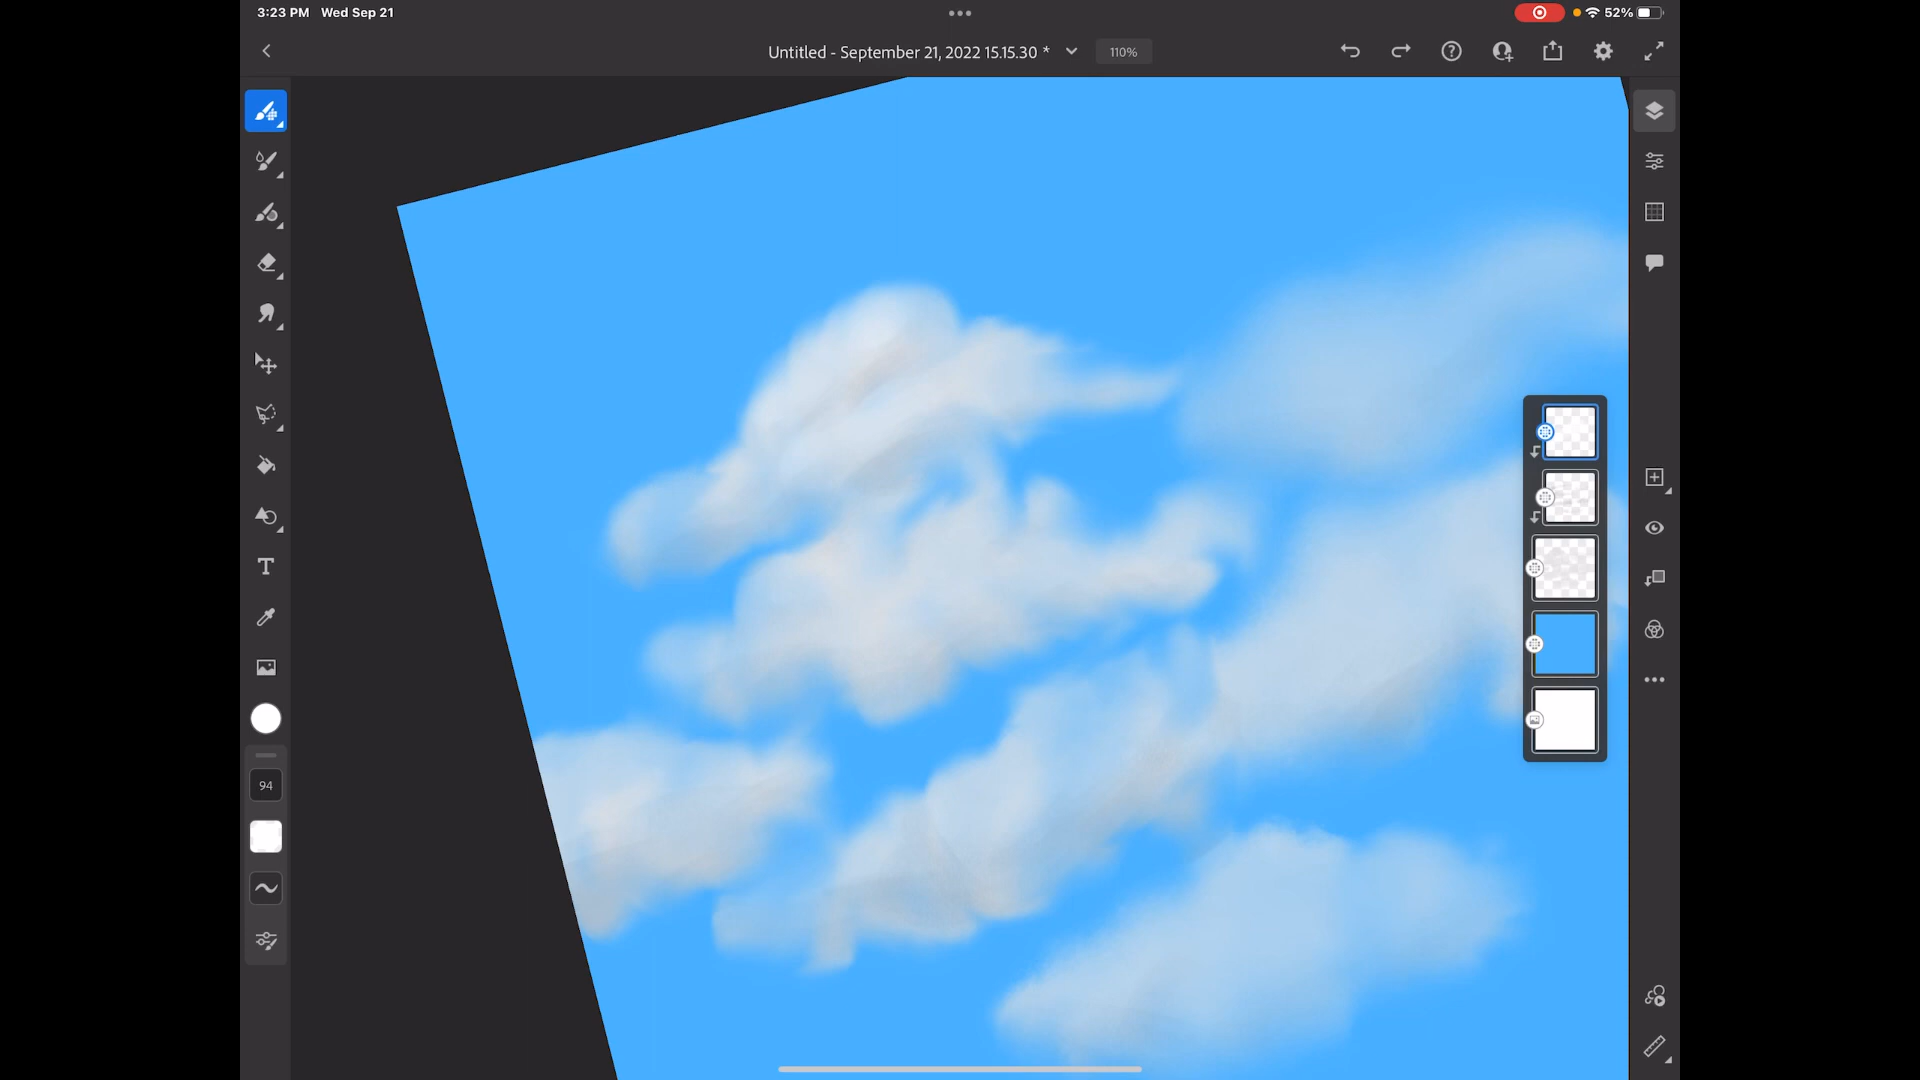 3:23 PM Wed Sep 21
52%
Untitled - September 21, 2022 15.15.30 *
110%
T
94